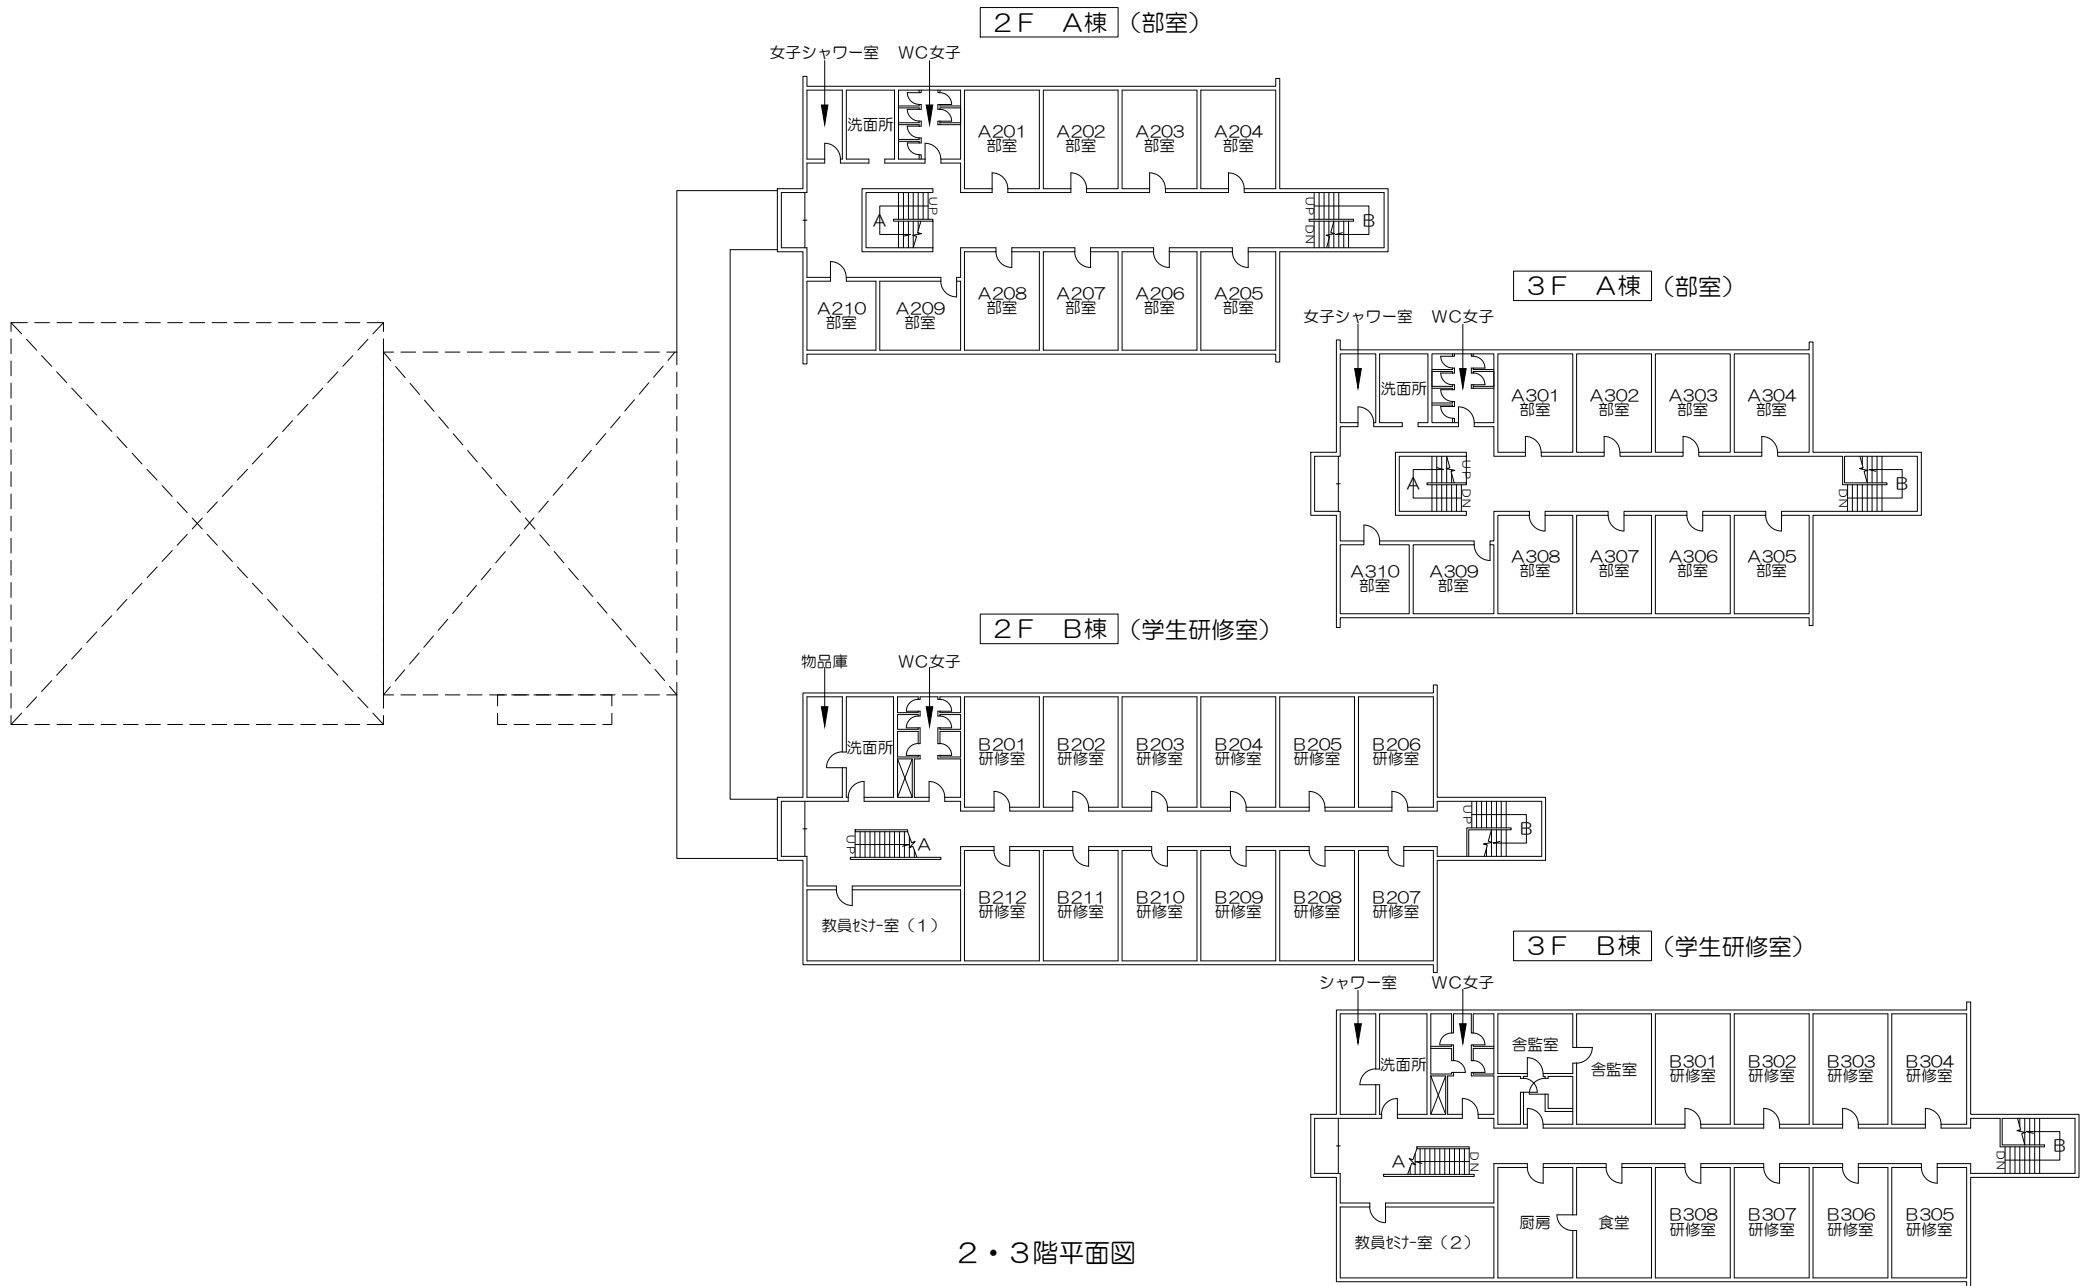 ２Ｆ　Ａ棟（部室）
女子シャワー室
ＷＣ女子
洗面所
Ａ201
部室
Ａ202
部室
Ａ203
部室
Ａ204
部室
A
UP
UP
DN
B
Ａ210
部室
Ａ209
部室
Ａ208
部室
Ａ207
部室
Ａ206
部室
Ａ205
部室
３Ｆ　Ａ棟（部室）
女子シャワー室
ＷＣ女子
洗面所
Ａ301
部室
Ａ302
部室
Ａ303
部室
Ａ304
部室
A
UP
DN
DN
B
Ａ310
部室
Ａ309
部室
Ａ308
部室
Ａ307
部室
Ａ306
部室
Ａ305
部室
２Ｆ　Ｂ棟（学生研修室）
物品庫
ＷＣ女子
洗面所
Ｂ201
研修室
Ｂ202
研修室
Ｂ203
研修室
Ｂ204
研修室
Ｂ205
研修室
Ｂ206
研修室
UP
A
UP
B
教員ｾﾐﾅｰ室（１）
Ｂ212
研修室
Ｂ211
研修室
Ｂ210
研修室
Ｂ209
研修室
Ｂ208
研修室
Ｂ207
研修室
３Ｆ　Ｂ棟（学生研修室）
シャワー室
ＷＣ女子
洗面所
舎監室
舎監室
Ｂ301
研修室
Ｂ302
研修室
Ｂ303
研修室
Ｂ304
研修室
A
DN
DN
B
教員ｾﾐﾅｰ室（２）
厨房
食堂
Ｂ308
研修室
Ｂ307
研修室
Ｂ306
研修室
Ｂ305
研修室
２・３階平面図